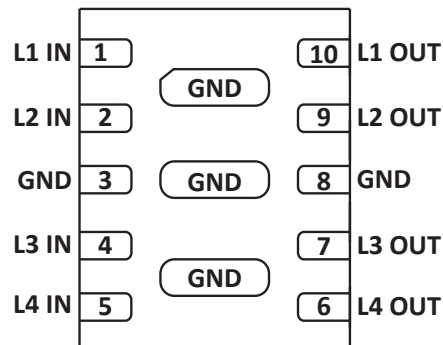 L1 IN 1 10 L1 OUT
GND
L2 IN 2 9 L2 OUT
GND 3 GND 8 GND
L3 IN 4 7 L3 OUT
GND
L4 IN 5 6 L4 OUT